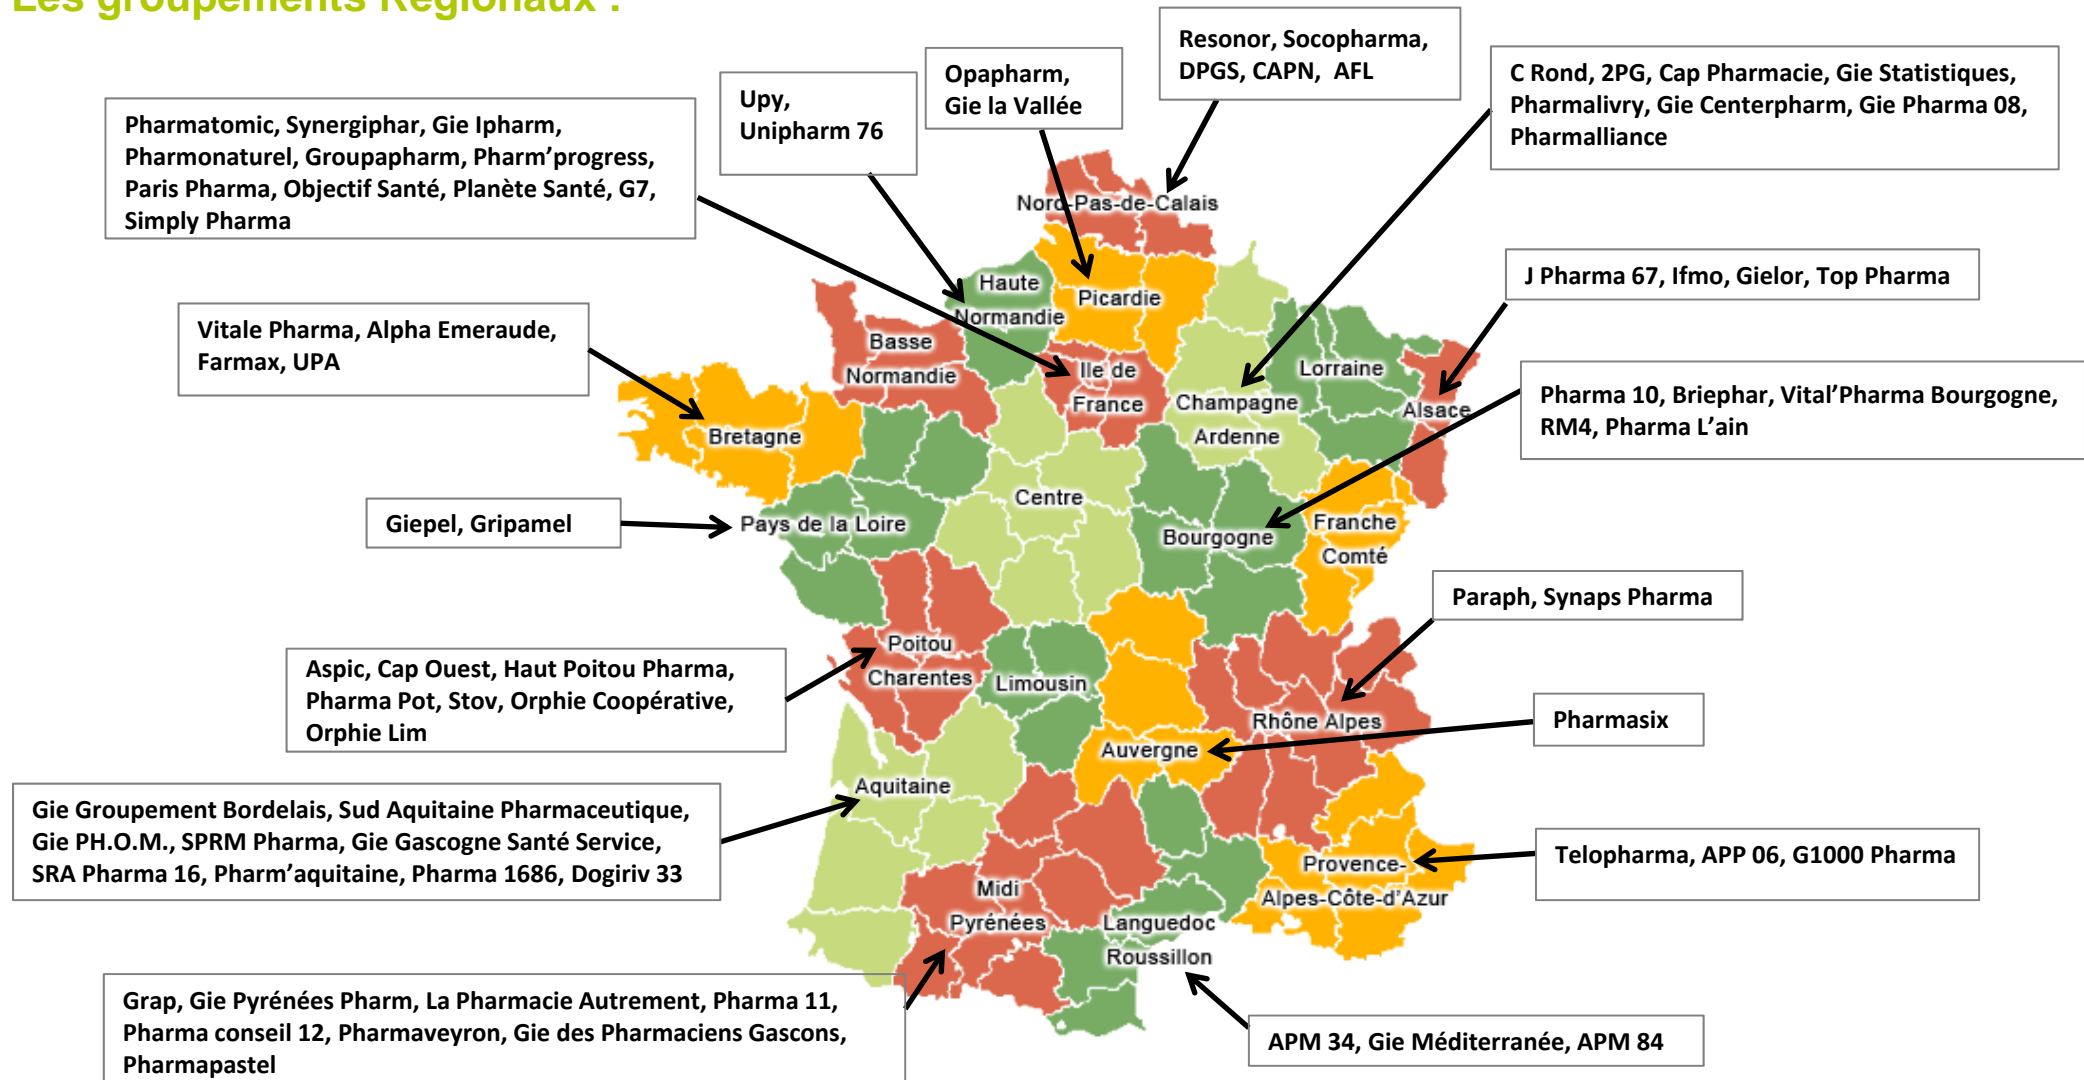 Les groupements Régionaux :
Resonor, Socopharma,
DPGS, CAPN, AFL
Opapharm,
Gie la Vallée
Upy,
Unipharm 76
C Rond, 2PG, Cap Pharmacie, Gie Statistiques,
Pharmalivry, Gie Centerpharm, Gie Pharma 08,
Pharmalliance
Pharmatomic, Synergiphar, Gie Ipharm,
Pharmonaturel, Groupapharm, Pharm’progress,
Paris Pharma, Objectif Santé, Planète Santé, G7,
Simply Pharma
J Pharma 67, Ifmo, Gielor, Top Pharma
Vitale Pharma, Alpha Emeraude,
Farmax, UPA
Pharma 10, Briephar, Vital’Pharma Bourgogne,
RM4, Pharma L’ain
Giepel, Gripamel
Paraph, Synaps Pharma
Aspic, Cap Ouest, Haut Poitou Pharma,
Pharma Pot, Stov, Orphie Coopérative,
Orphie Lim
Pharmasix
Gie Groupement Bordelais, Sud Aquitaine Pharmaceutique,
Gie PH.O.M., SPRM Pharma, Gie Gascogne Santé Service,
SRA Pharma 16, Pharm’aquitaine, Pharma 1686, Dogiriv 33
Telopharma, APP 06, G1000 Pharma
Grap, Gie Pyrénées Pharm, La Pharmacie Autrement, Pharma 11,
Pharma conseil 12, Pharmaveyron, Gie des Pharmaciens Gascons,
Pharmapastel
APM 34, Gie Méditerranée, APM 84
Nord-Pas-de-Calais
Haute
Normandie
Picardie
Basse
Normandie
Ile de
France
Champagne
Ardenne
Lorraine
Alsace
Bretagne
Centre
Pays de la Loire
Bourgogne
Franche
Comté
Poitou
Charentes
Limousin
Rhône Alpes
Auvergne
Aquitaine
Midi
Pyrénées
Languedoc
Roussillon
Provence-
Alpes-Côte-d'Azur